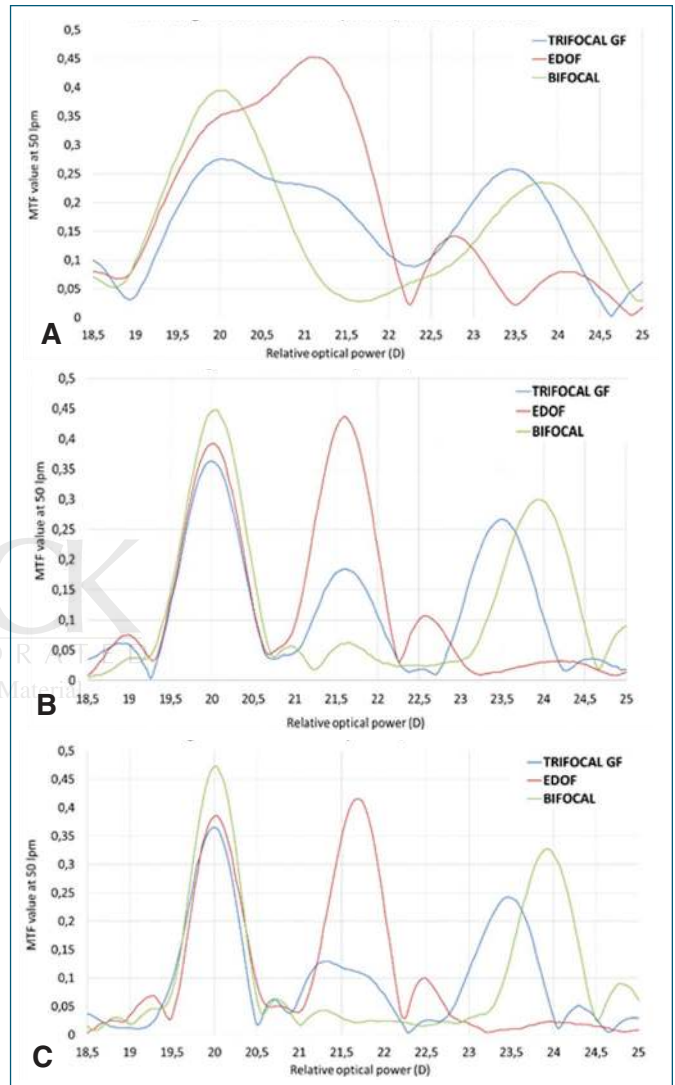 0,5
TRIFOCAL GF
0,45
EDOF
0,4
BIFOCAL
0,35
MTF value at 50 lpm
0,3
0,25
0,2
0,15
0,1
0,05
0
18,5 19 19,5 20 20,5 21 21,5 22 22,5 23 23,5 24 24,5 25
A
Relative optical power (D)
0,5
TRIFOCAL GF
0,45
EDOF
0,4
BIFOCAL
0,35
MTF value at 50 lpm
0,3
0,25
0,2
0,15
0,1
0,05
0
18,5 19 19,5 20 20,5 21 21,5 22 22,5 23 23,5 24 24,5 25
B
Relative optical power (D)
0,5
TRIFOCAL GF
0,45
EDOF
0,4
BIFOCAL
0,35
MTF value at 50 lpm
0,3
0,25
0,2
0,15
0,1
0,05
0
18,5 19 19,5 20 20,5 21 21,5 22 22,5 23 23,5 24 24,5 25
C
Relative optical power (D)
CK
ORATE
Material